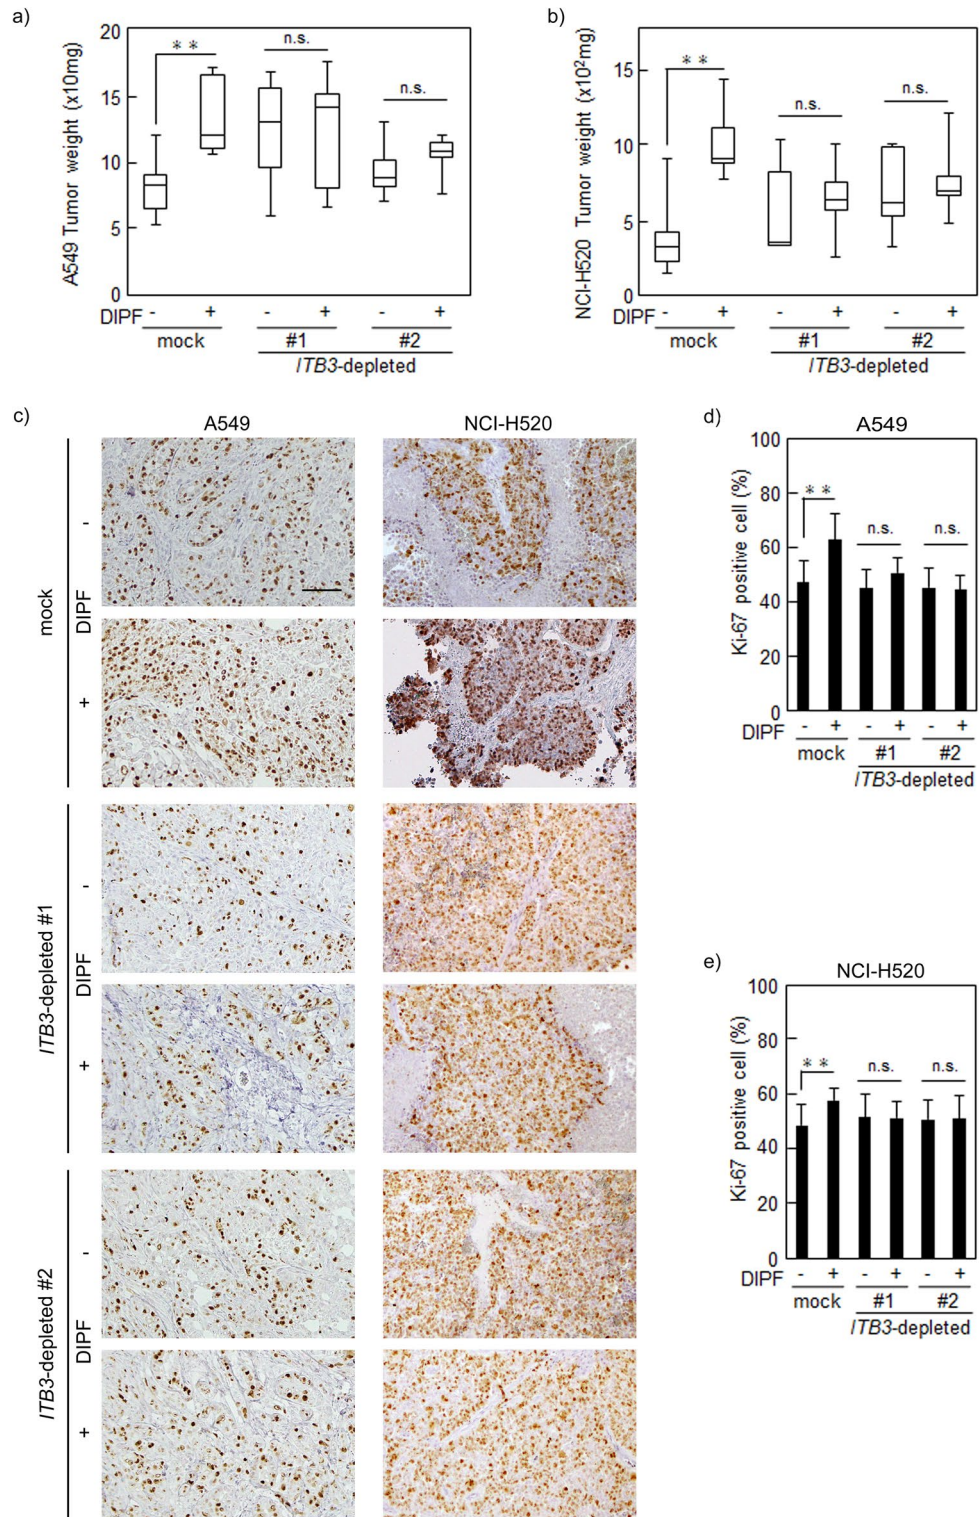 a)
A549 Tumor weight (x10mg)
20
15
10
5
0
**
n.s.
n.s.
DIPF - + - + - +
mock #1 #2
ITB3-depleted
b)
NCI-H520 Tumor weight (x10²mg)
15
10
5
0
**
n.s.
n.s.
DIPF - + - + - +
mock #1 #2
ITB3-depleted
c)
A549 NCI-H520
mock
DIPF
-
+
ITB3-depleted #1
DIPF
-
+
ITB3-depleted #2
DIPF
-
+
d)
A549
Ki-67 positive cell (%)
100
80
60
40
20
0
**
n.s.
n.s.
DIPF - + - + - +
mock #1 #2
ITB3-depleted
e)
NCI-H520
Ki-67 positive cell (%)
100
80
60
40
20
0
**
n.s.
n.s.
DIPF - + - + - +
mock #1 #2
ITB3-depleted